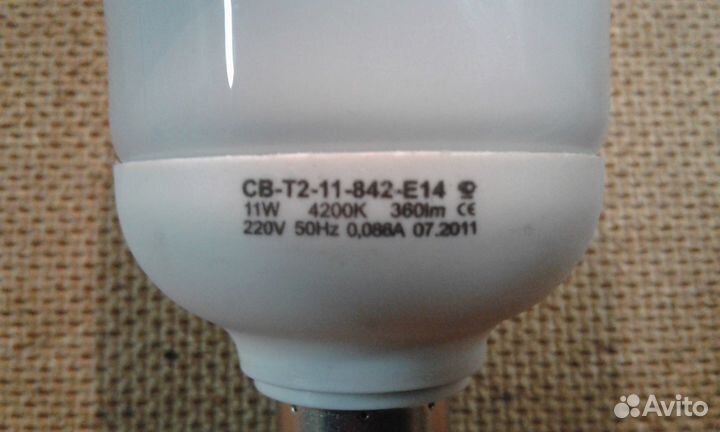 CB-T2-11-842-E14
11W 4200K 360lm CE
220V 50Hz 0,088A 07.2011
Avito